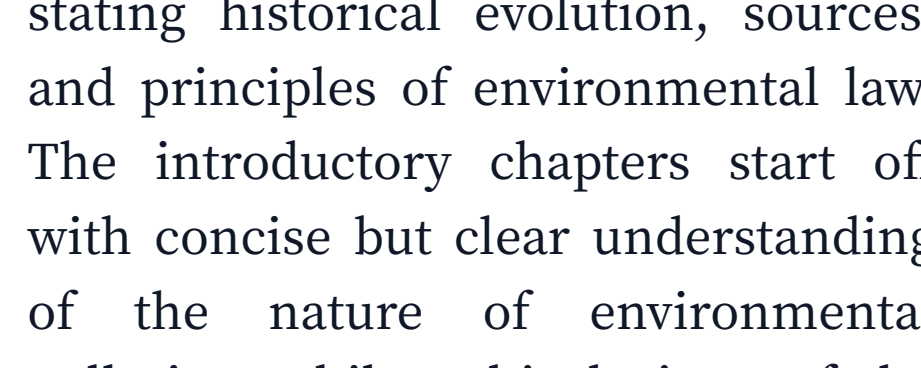 stating historical evolution, sources
and principles of environmental law
The introductory chapters start of
with concise but clear understanding
of the nature of environmenta